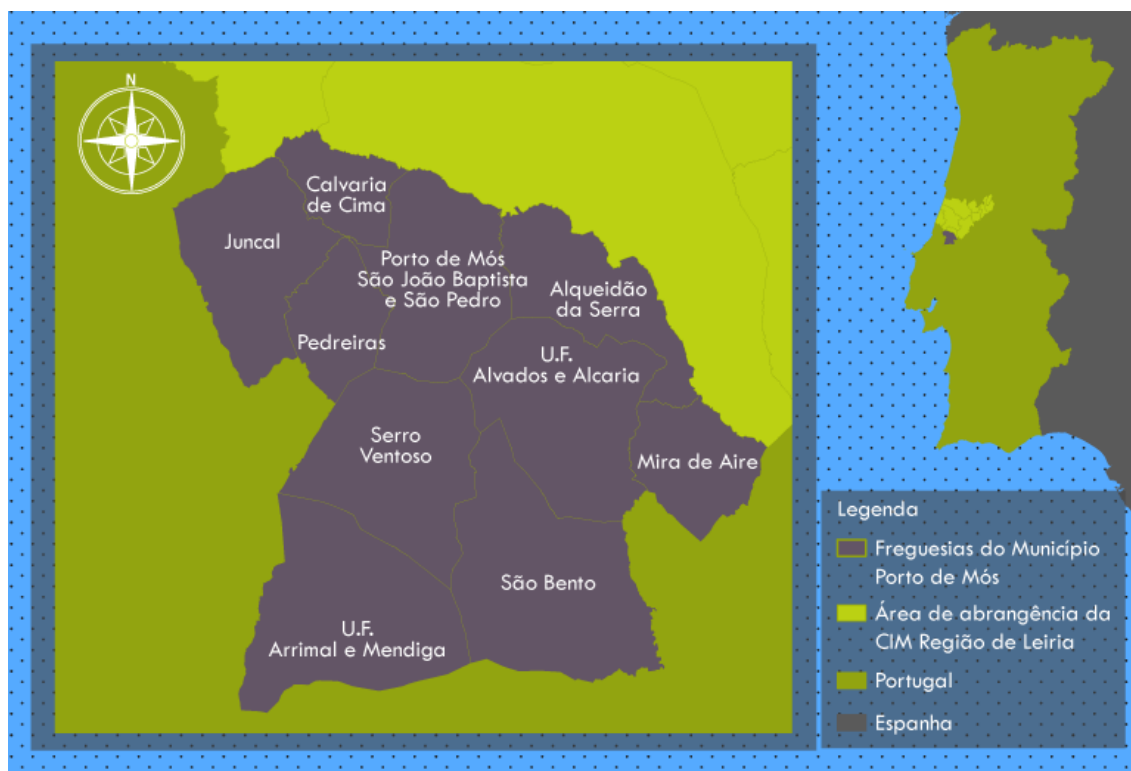 N
Calvaria
de Cima
Juncal
Porto de Mós
São João Baptista
e São Pedro
Alqueidão
da Serra
Pedreiras
U.F.
Alvados e Alcaria
Serro
Ventoso
Mira de Aire
São Bento
U.F.
Arrimal e Mendiga
Legenda
Freguesias do Município
Porto de Mós
Área de abrangência da
CIM Região de Leiria
Portugal
Espanha